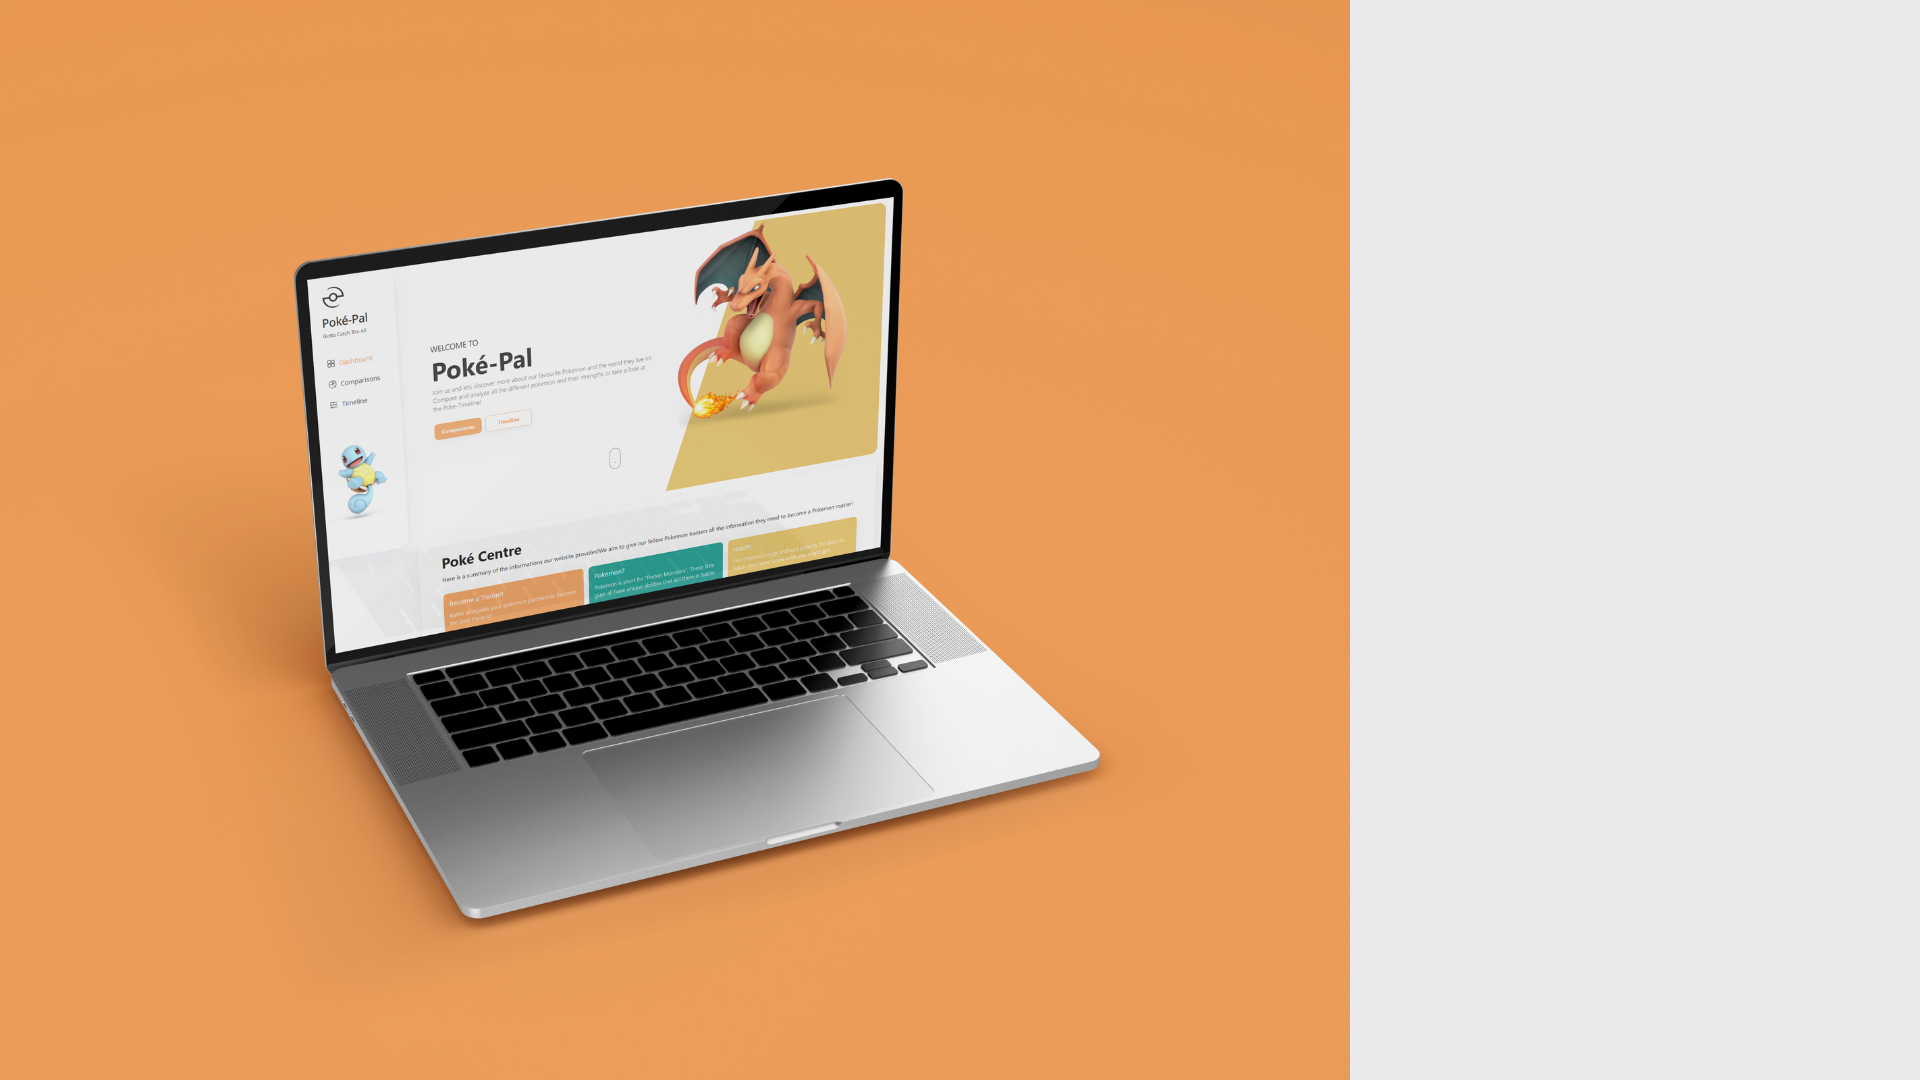 Poké-Pal
Gotta Catch 'Em All
Dashboard
Comparisons
Timeline
WELCOME TO
Poké-Pal
Join us and lets discover more about our favourite Pokemon and the world they live in!
Compare and analyze all the different pokemon and their strengths or take a look at
the Poke-Timeline!
Comparisons
Timeline
Poké Centre
Here is a summary of the informations our website provides!We aim to give our fellow Pokemon trainers all the information they need to become a Pokemon master!
Become a Trainer!
Battle alongside your pokemon partners to become
the best there is!
Pokemon?
Pokemon is short for "Pocket Monsters". These little
guys all have unique abilities that aid them in battle.
Hatch!